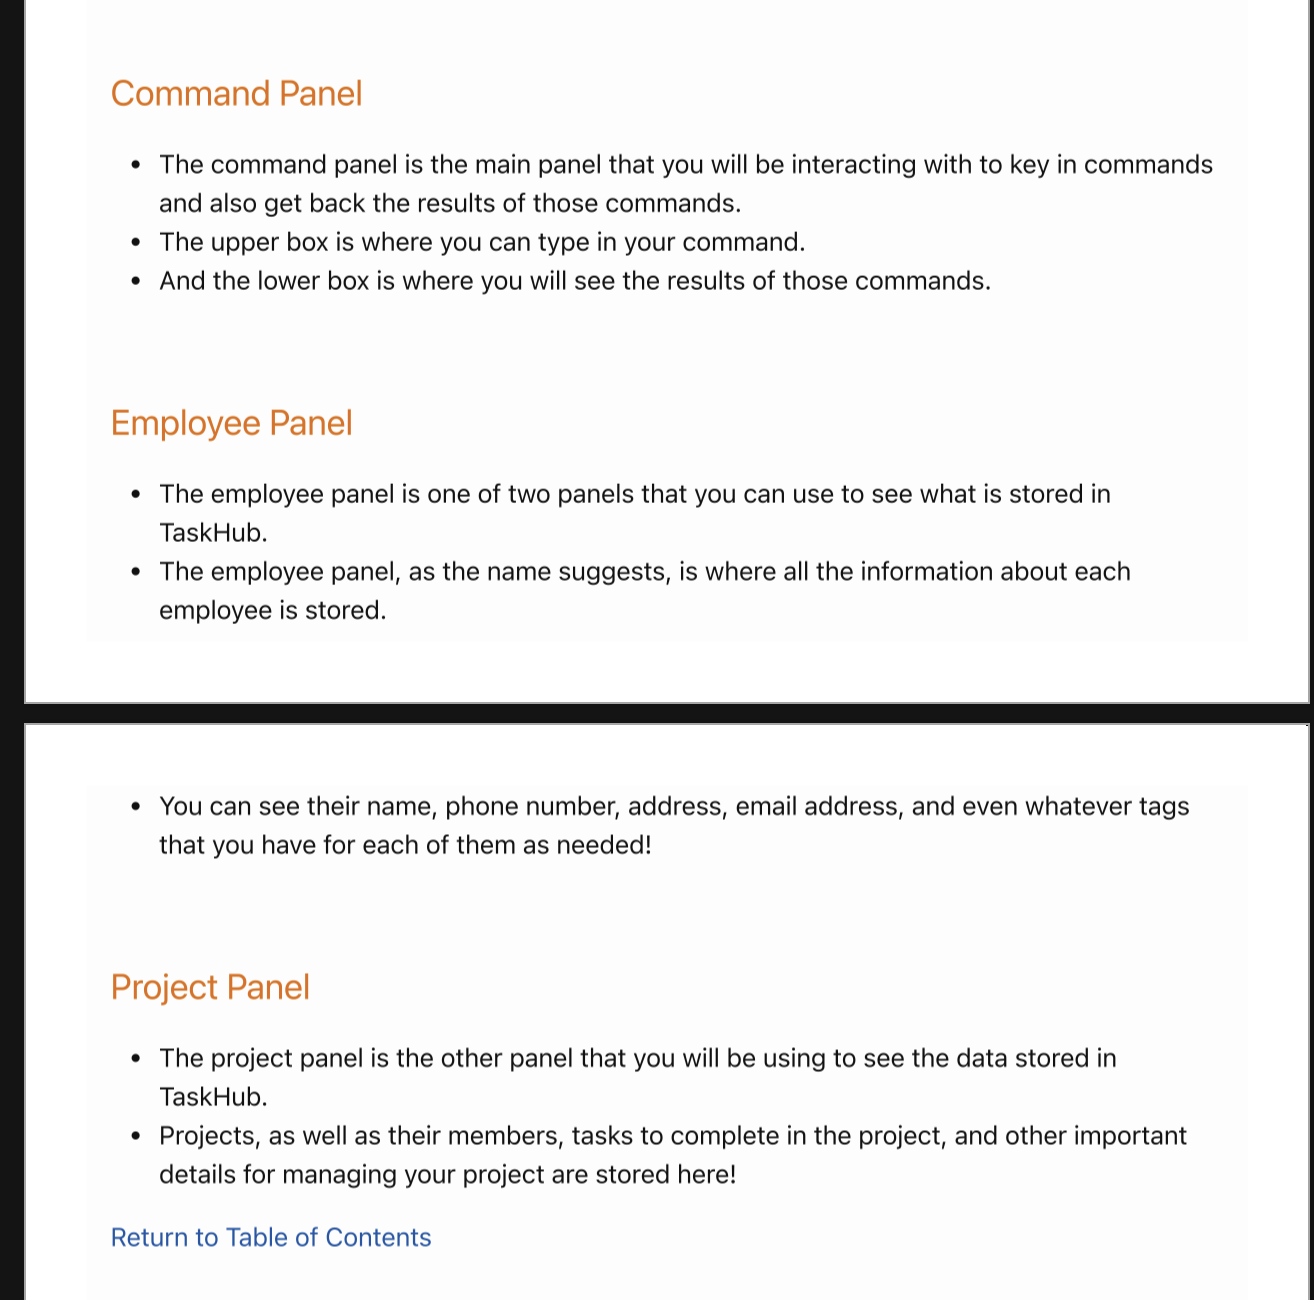 Command Panel
• The command panel is the main panel that you will be interacting with to key in commands
and also get back the results of those commands.
• The upper box is where you can type in your command.
• And the lower box is where you will see the results of those commands.
Employee Panel
• The employee panel is one of two panels that you can use to see what is stored in
TaskHub.
• The employee panel, as the name suggests, is where all the information about each
employee is stored.
• You can see their name, phone number, address, email address, and even whatever tags
that you have for each of them as needed!
Project Panel
• The project panel is the other panel that you will be using to see the data stored in
TaskHub.
• Projects, as well as their members, tasks to complete in the project, and other important
details for managing your project are stored here!
Return to Table of Contents